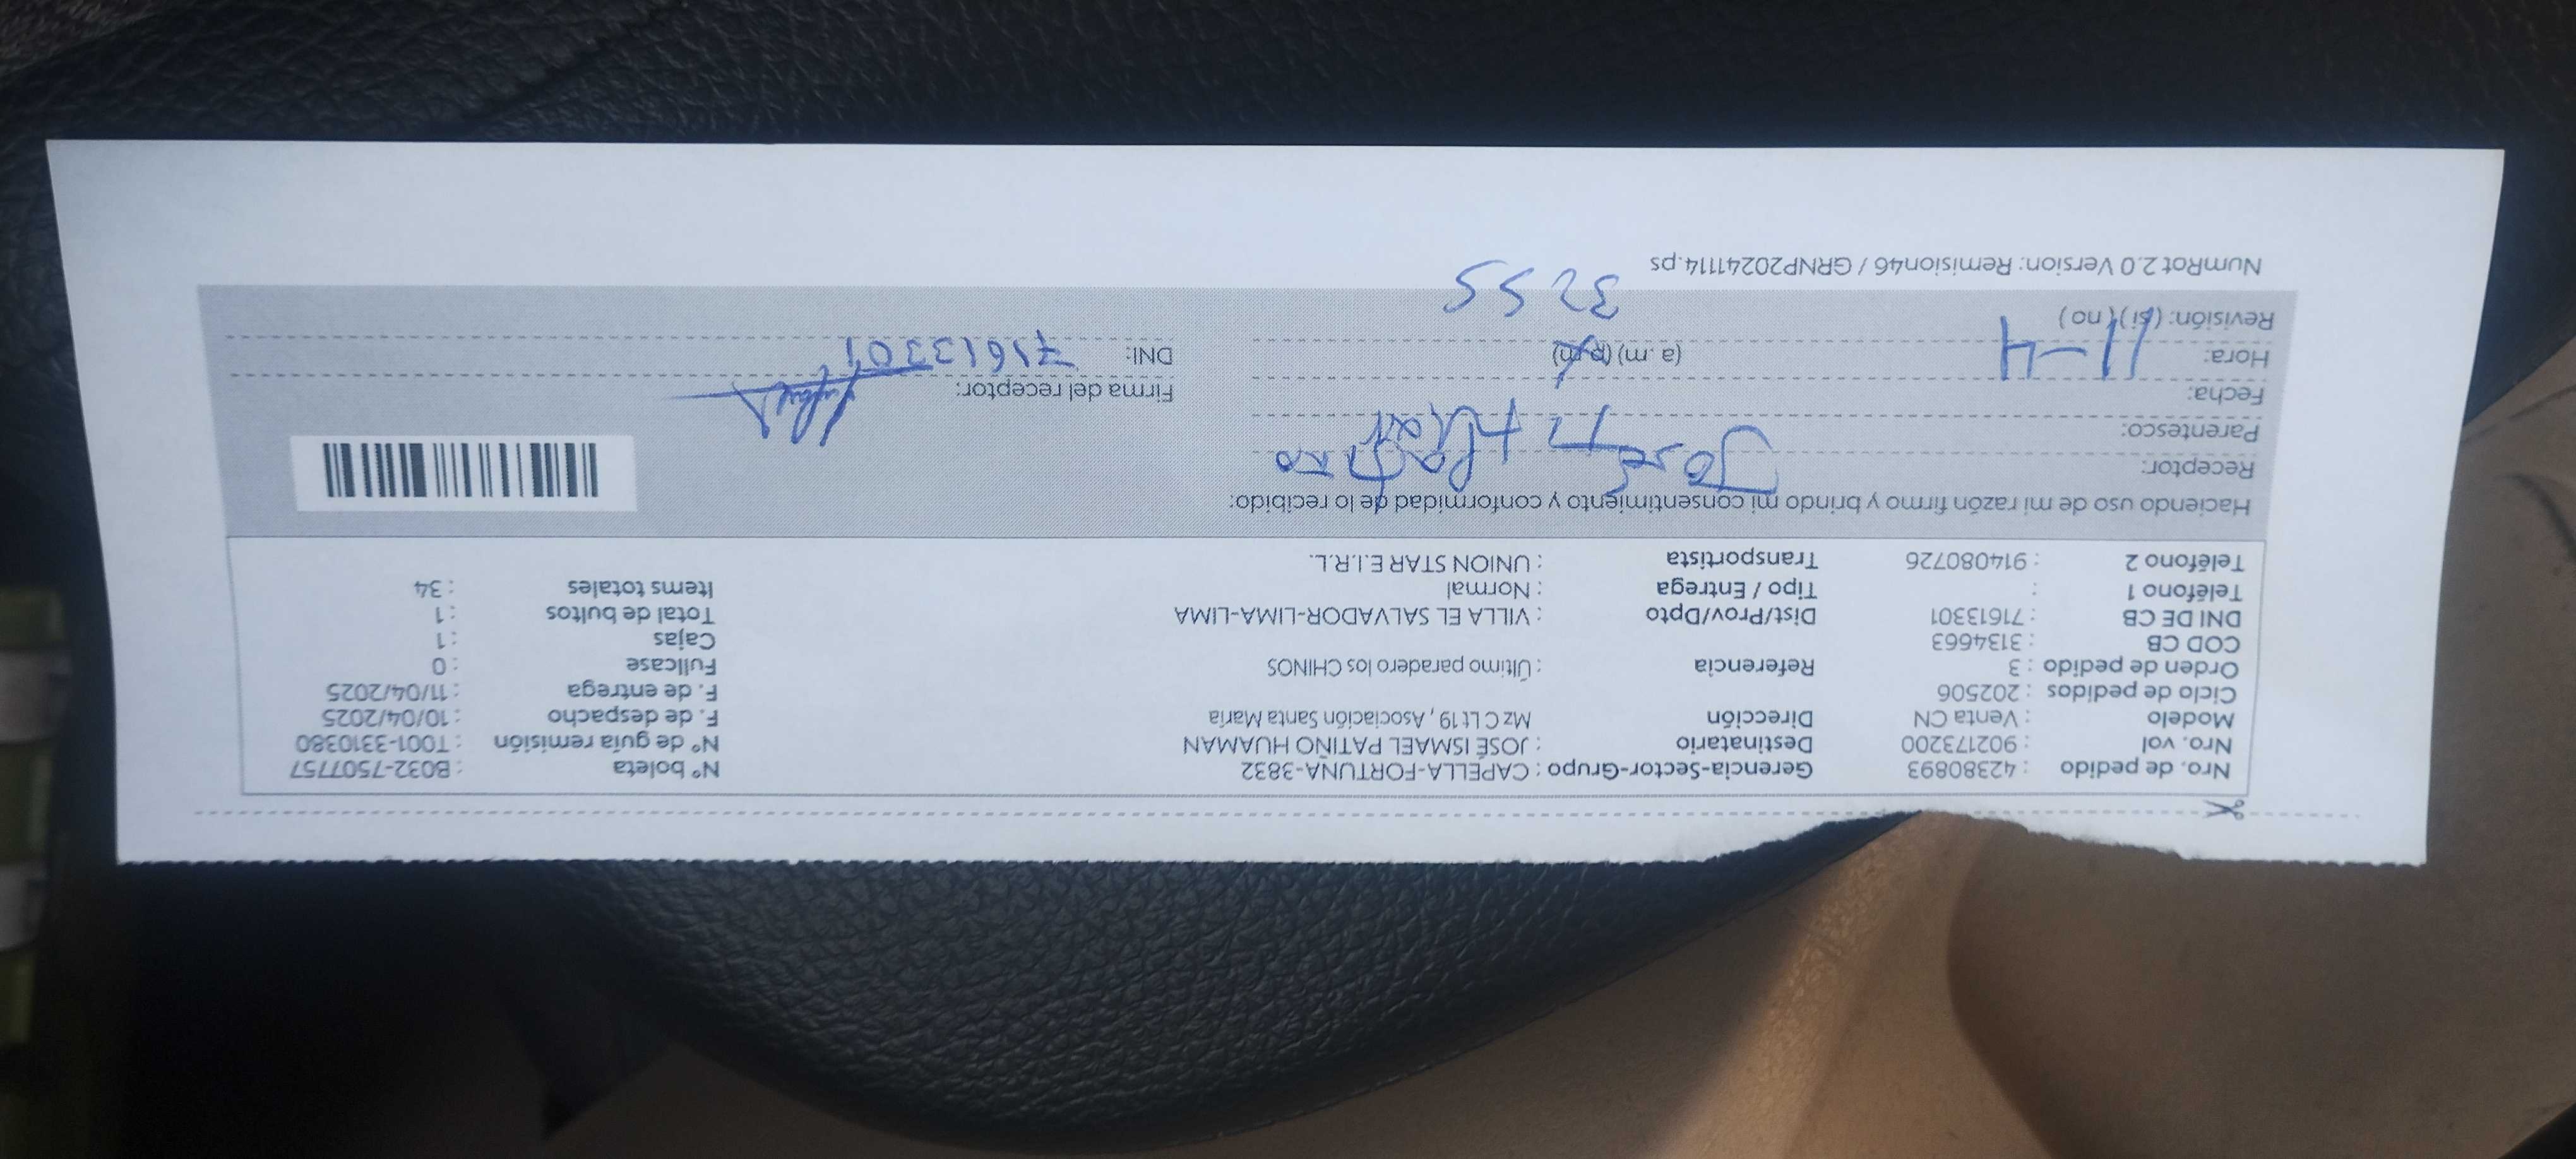 Nro. de pedido : 42380893 Gerencia-Sector-Grupo : CAPELLA-FORTUÑA-3832 N° boleta : B032-7507757
Nro. vol : 902173200 Destinatario : JOSÉ ISMAEL PATIÑO HUAMAN N° de guía remisión : T001-3310380
Modelo : Venta CN Dirección Mz C Lt 19 , Asociación Santa María F. de despacho : 10/04/2025
Ciclo de pedidos : 202506 F. de entrega : 11/04/2025
Orden de pedido : 3 Referencia : Último paradero los CHINOS Fullcase : 0
COD CB : 3134663 Cajas : 1
DNI DE CB : 71613301 Dist/Prov/Dpto : VILLA EL SALVADOR-LIMA-LIMA Total de bultos : 1
Teléfono 1 : Tipo / Entrega : Normal Items totales : 34
Teléfono 2 : 914080726 Transportista : UNION STAR E.I.R.L.
Haciendo uso de mi razón firmo y brindo mi consentimiento y conformidad de lo recibido:
Receptor: José Patiño
Parentesco:
Fecha: Firma del receptor:
Hora: 11-4 (a .m) (p.m) DNI: 71613301
Revisión: ( si ) ( no )
3255
NumRot 2.0 Version: Remision46 / GRNP20241114.ps